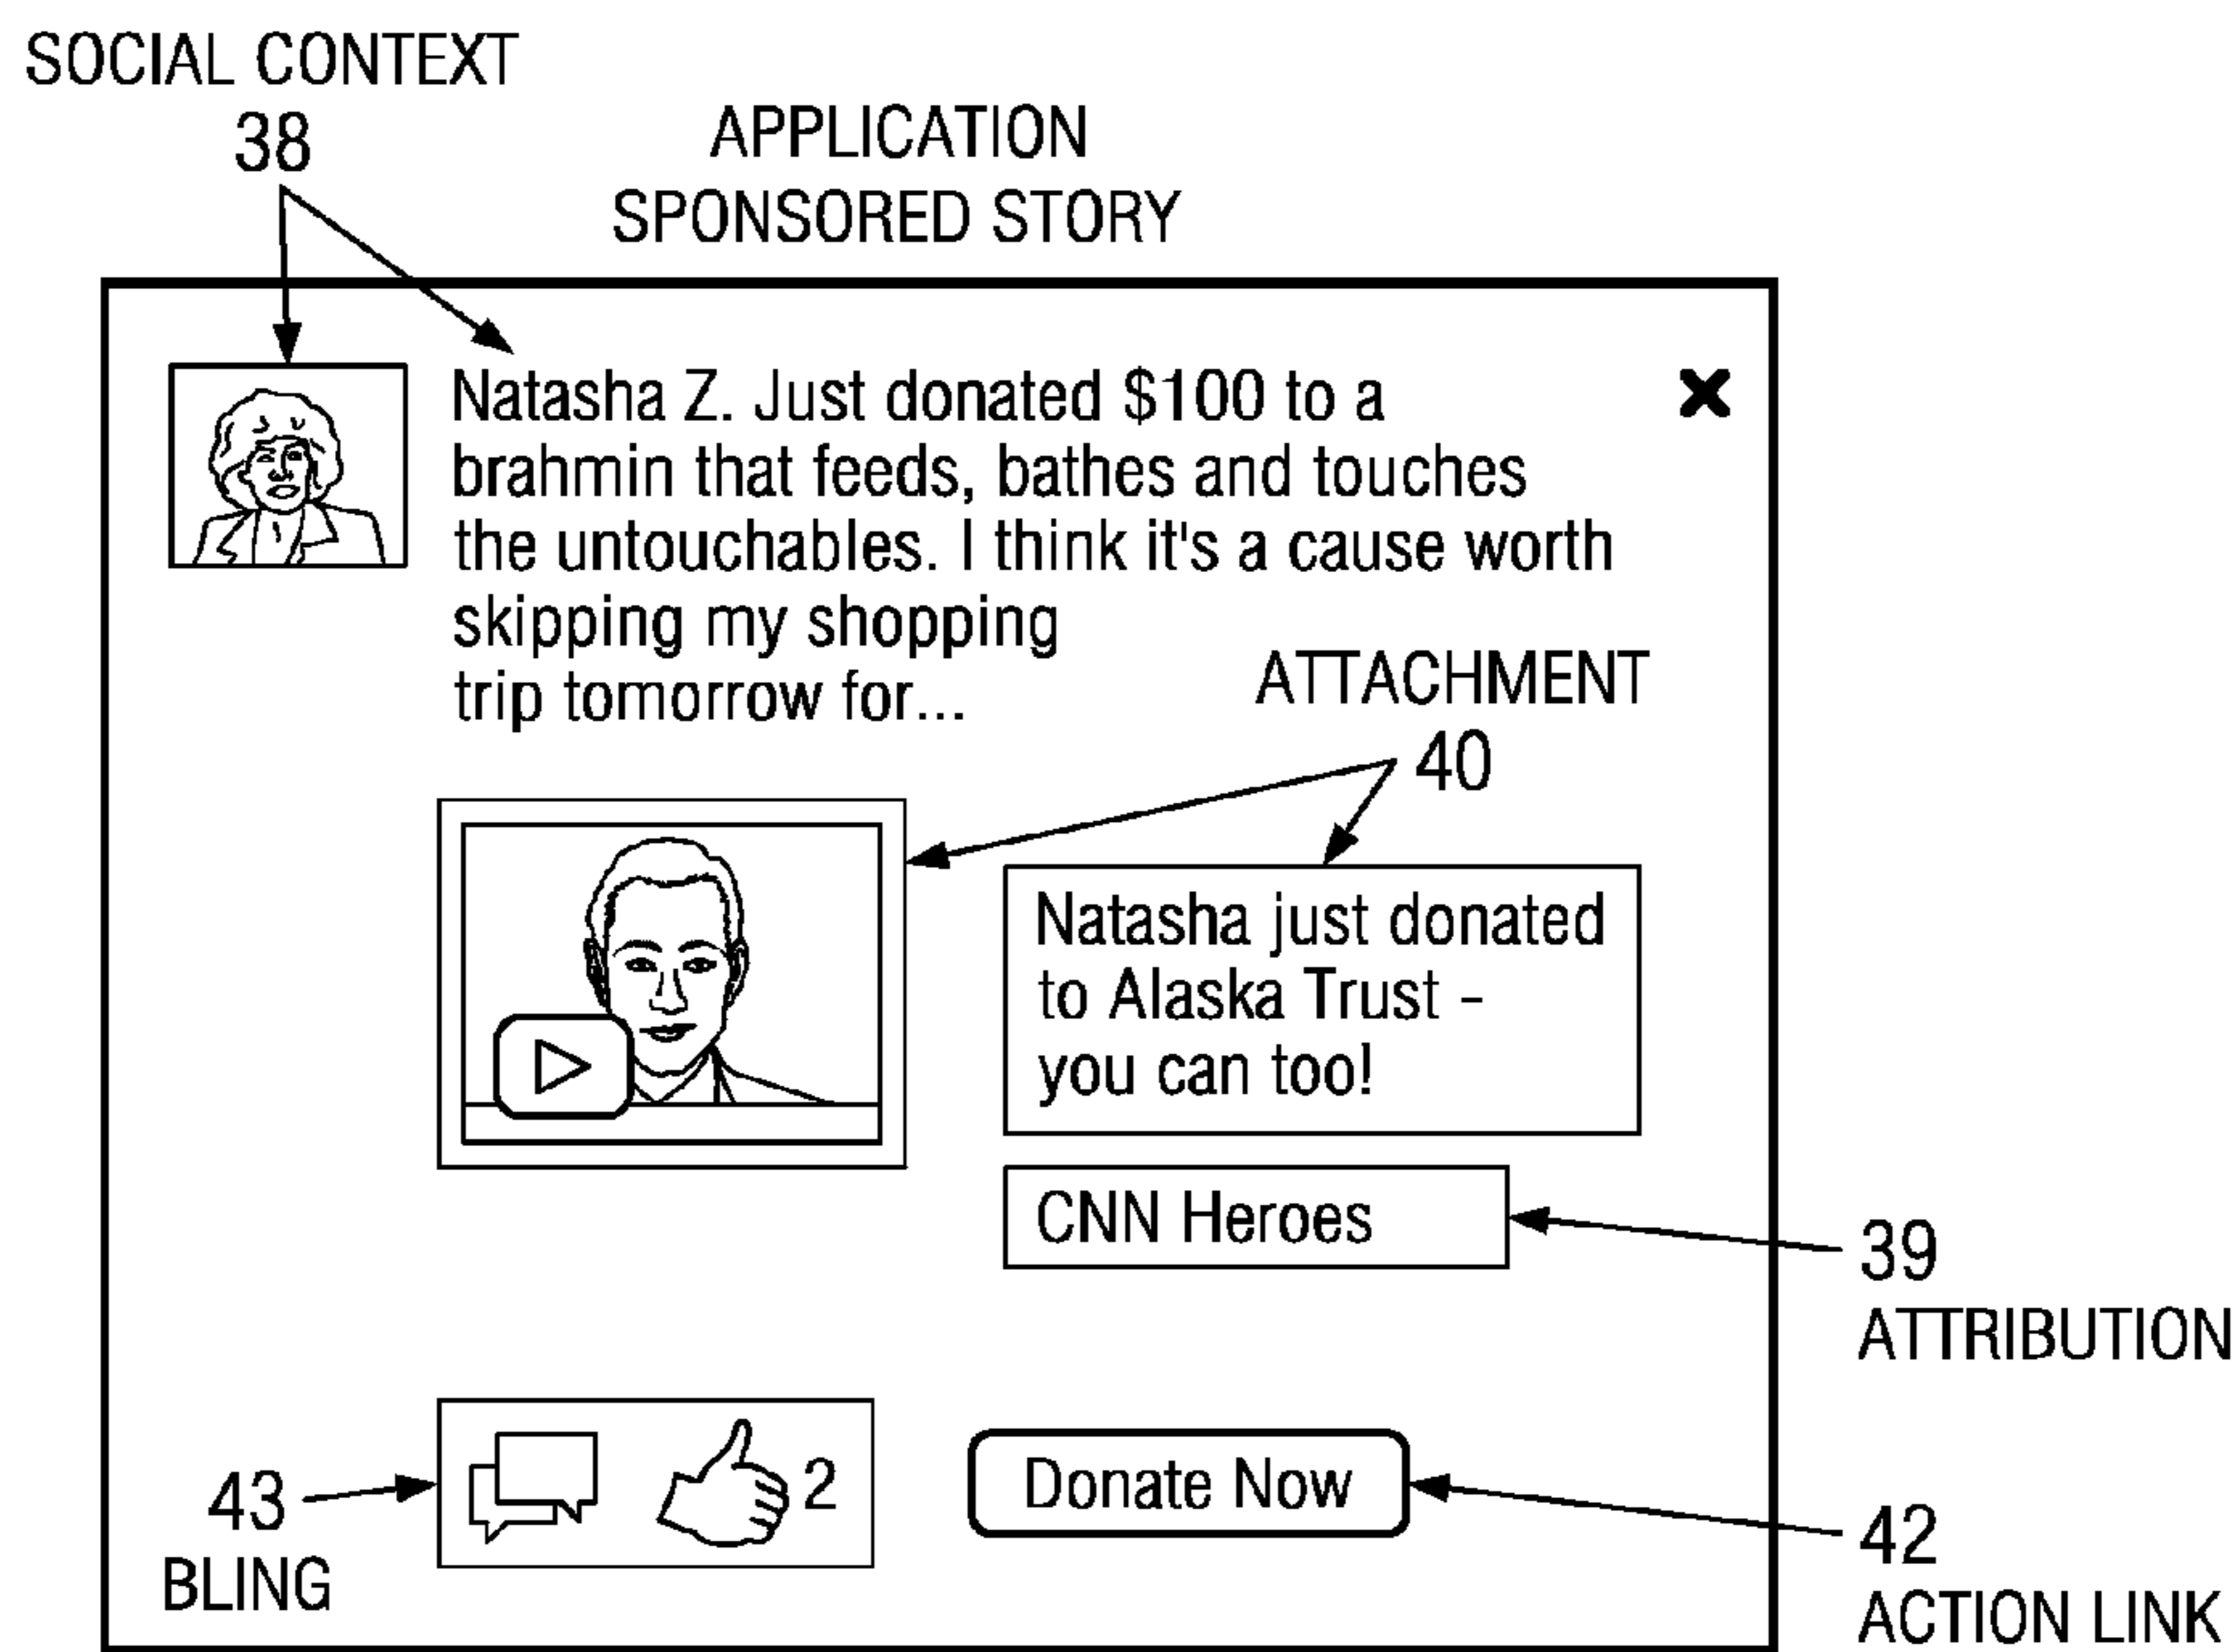 SOCIAL CONTEXT
38
APPLICATION
SPONSORED STORY
Natasha Z. Just donated $100 to a
brahmin that feeds, bathes and touches
the untouchables. I think it's a cause worth
skipping my shopping
trip tomorrow for...
ATTACHMENT
40
Natasha just donated
to Alaska Trust -
you can too!
CNN Heroes
39
ATTRIBUTION
43
BLING
2
Donate Now
42
ACTION LINK